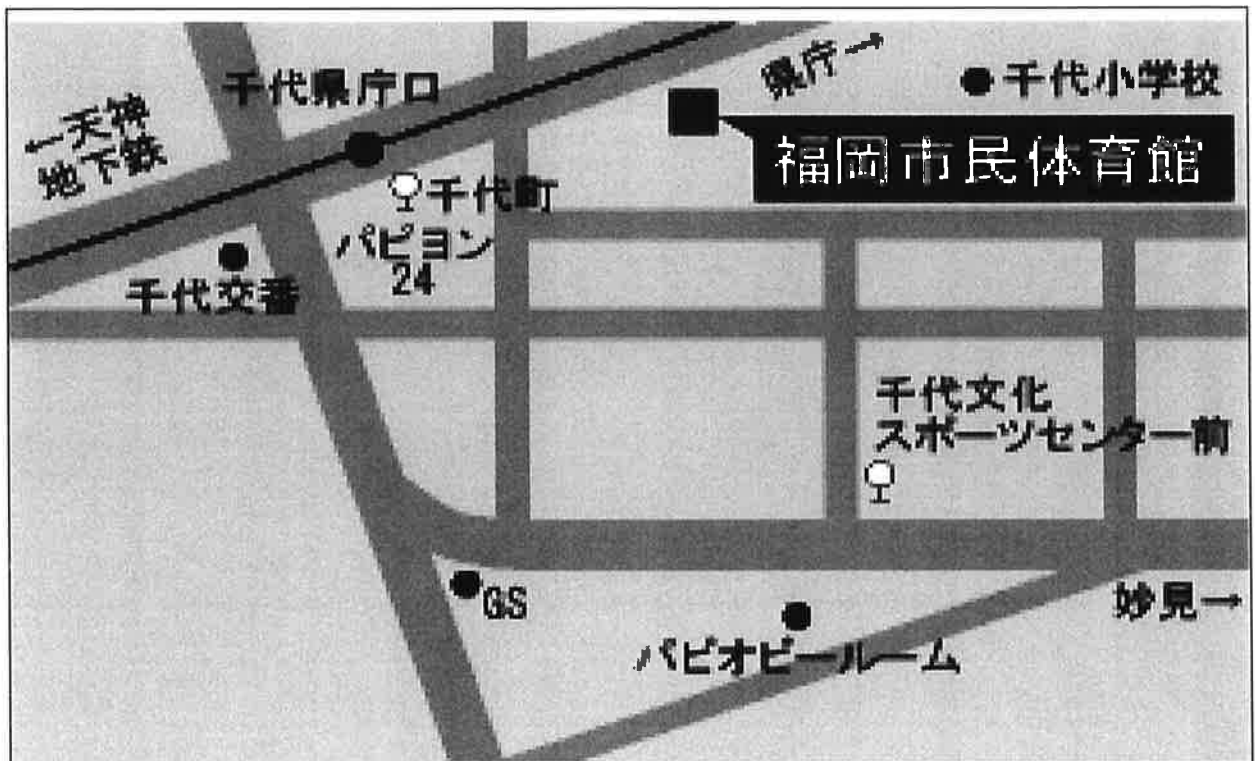 県庁→
千代小学校
千代県庁口
←天神
地下鉄
福岡市民体育館
千代町
パピヨン
24
千代交番
千代文化
スポーツセンター前
GS
妙見→
パピオビールーム